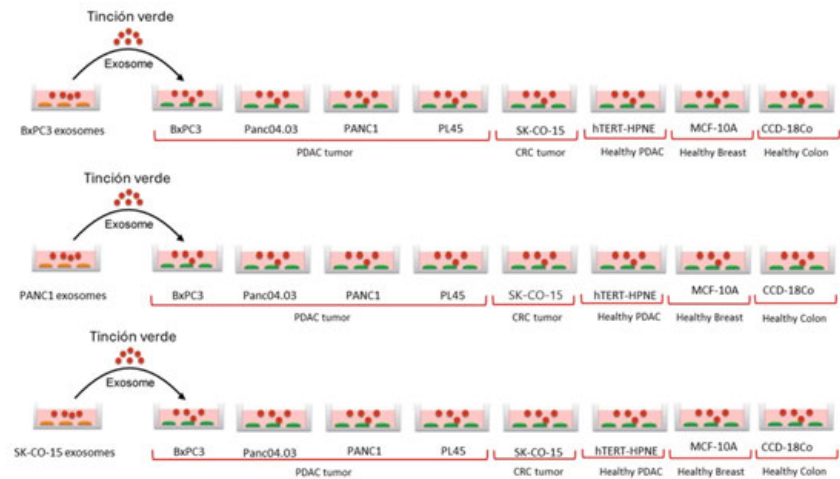 Tinción verde
Exosome
BxPC3 exosomes
BxPC3 Panc04.03 PANC1 PL45 SK-CO-15 hTERT-HPNE MCF-10A CCD-18Co
PDAC tumor CRC tumor Healthy PDAC Healthy Breast Healthy Colon
Tinción verde
Exosome
PANC1 exosomes
BxPC3 Panc04.03 PANC1 PL45 SK-CO-15 hTERT-HPNE MCF-10A CCD-18Co
PDAC tumor CRC tumor Healthy PDAC Healthy Breast Healthy Colon
Tinción verde
Exosome
SK-CO-15 exosomes
BxPC3 Panc04.03 PANC1 PL45 SK-CO-15 hTERT-HPNE MCF-10A CCD-18Co
PDAC tumor CRC tumor Healthy PDAC Healthy Breast Healthy Colon